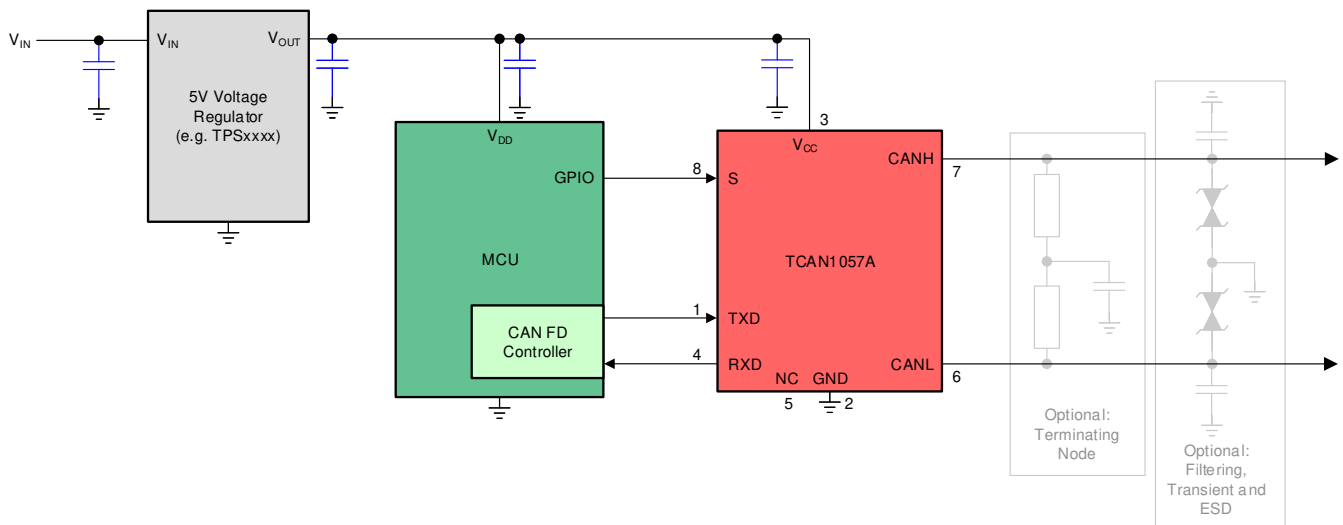 VIN
VIN
VOUT
5V Voltage
Regulator
(e.g. TPSxxxx)
VDD
GPIO
MCU
CAN FD
Controller
8
1
4
3
VCC
S
CANH
7
TCAN1057A
TXD
RXD
NC
GND
CANL
6
5
2
Optional:
Terminating
Node
Optional:
Filtering,
Transient and
ESD